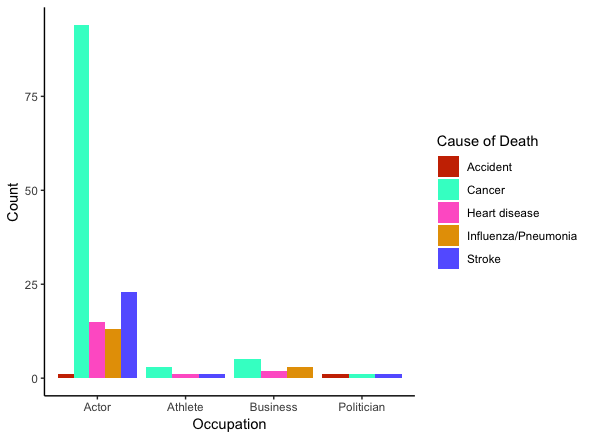 75
50
25
0
Count
Actor
Athlete
Business
Politician
Occupation
Cause of Death
Accident
Cancer
Heart disease
Influenza/Pneumonia
Stroke